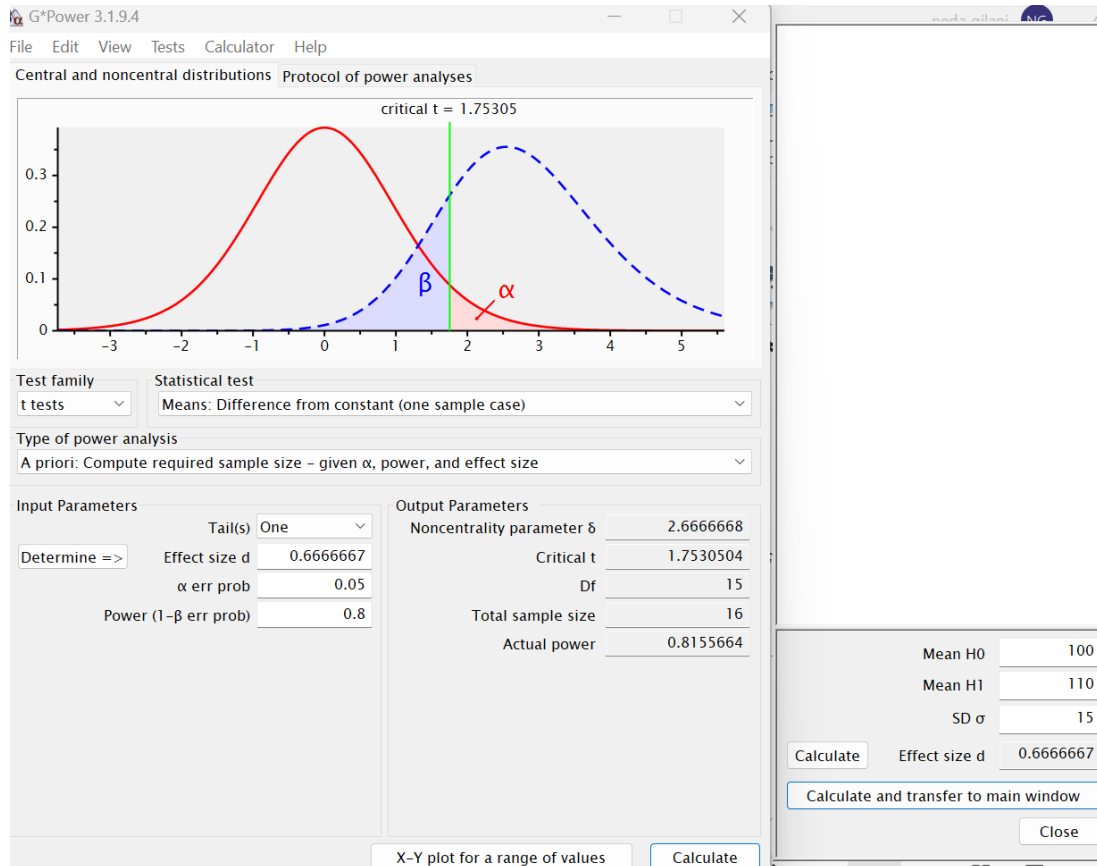 G*Power 3.1.9.4
File Edit View Tests Calculator Help
Central and noncentral distributions Protocol of power analyses
critical t = 1.75305
0.3
0.2
0.1
0
β
α
-3 -2 -1 0 1 2 3 4 5
Test family Statistical test
t tests Means: Difference from constant (one sample case)
Type of power analysis
A priori: Compute required sample size – given α, power, and effect size
Input Parameters
Tail(s) One
Determine => Effect size d 0.6666667
α err prob 0.05
Power (1-β err prob) 0.8
Output Parameters
Noncentrality parameter δ 2.6666668
Critical t 1.7530504
Df 15
Total sample size 16
Actual power 0.8155664
X-Y plot for a range of values Calculate
NG
Mean H0 100
Mean H1 110
SD σ 15
Calculate Effect size d 0.6666667
Calculate and transfer to main window
Close